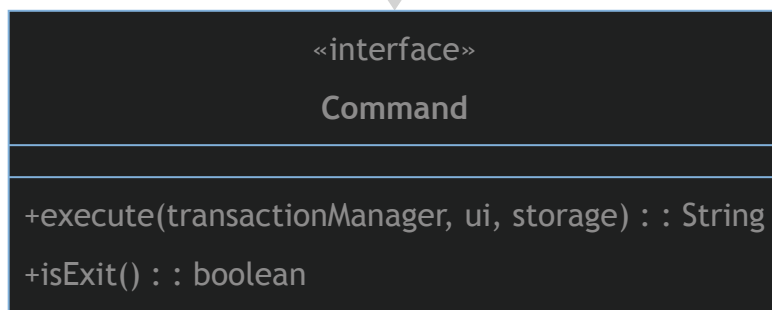 «interface»
Command
+execute(transactionManager, ui, storage) : : String
+isExit() : : boolean